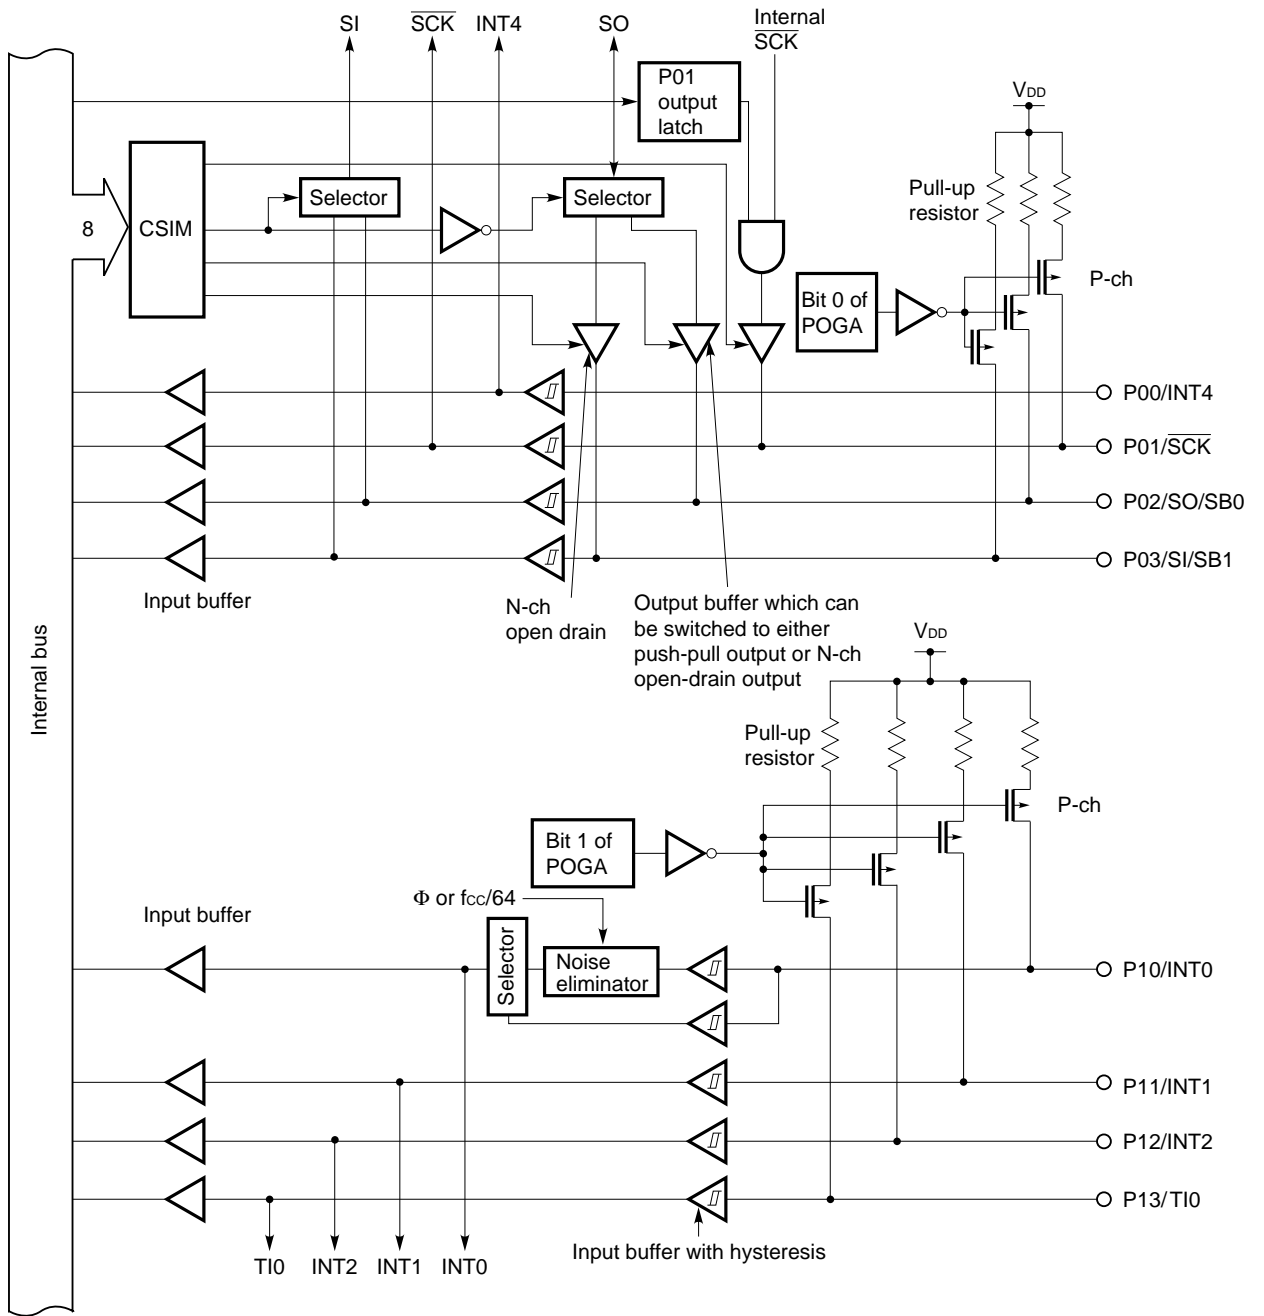 SI
SCK
INT4
SO
Internal
SCK
P01
output
latch
VDD
Pull-up
resistor
Selector
Selector
8
CSIM
P-ch
Bit 0 of
POGA
P00/INT4
P01/SCK
P02/SO/SB0
P03/SI/SB1
Input buffer
N-ch
open drain
Output buffer which can
be switched to either
push-pull output or N-ch
open-drain output
Internal bus
VDD
Pull-up
resistor
P-ch
Bit 1 of
POGA
Φ or fCC/64
Input buffer
Selector
Noise
eliminator
P10/INT0
P11/INT1
P12/INT2
P13/TI0
Input buffer with hysteresis
TI0
INT2
INT1
INT0